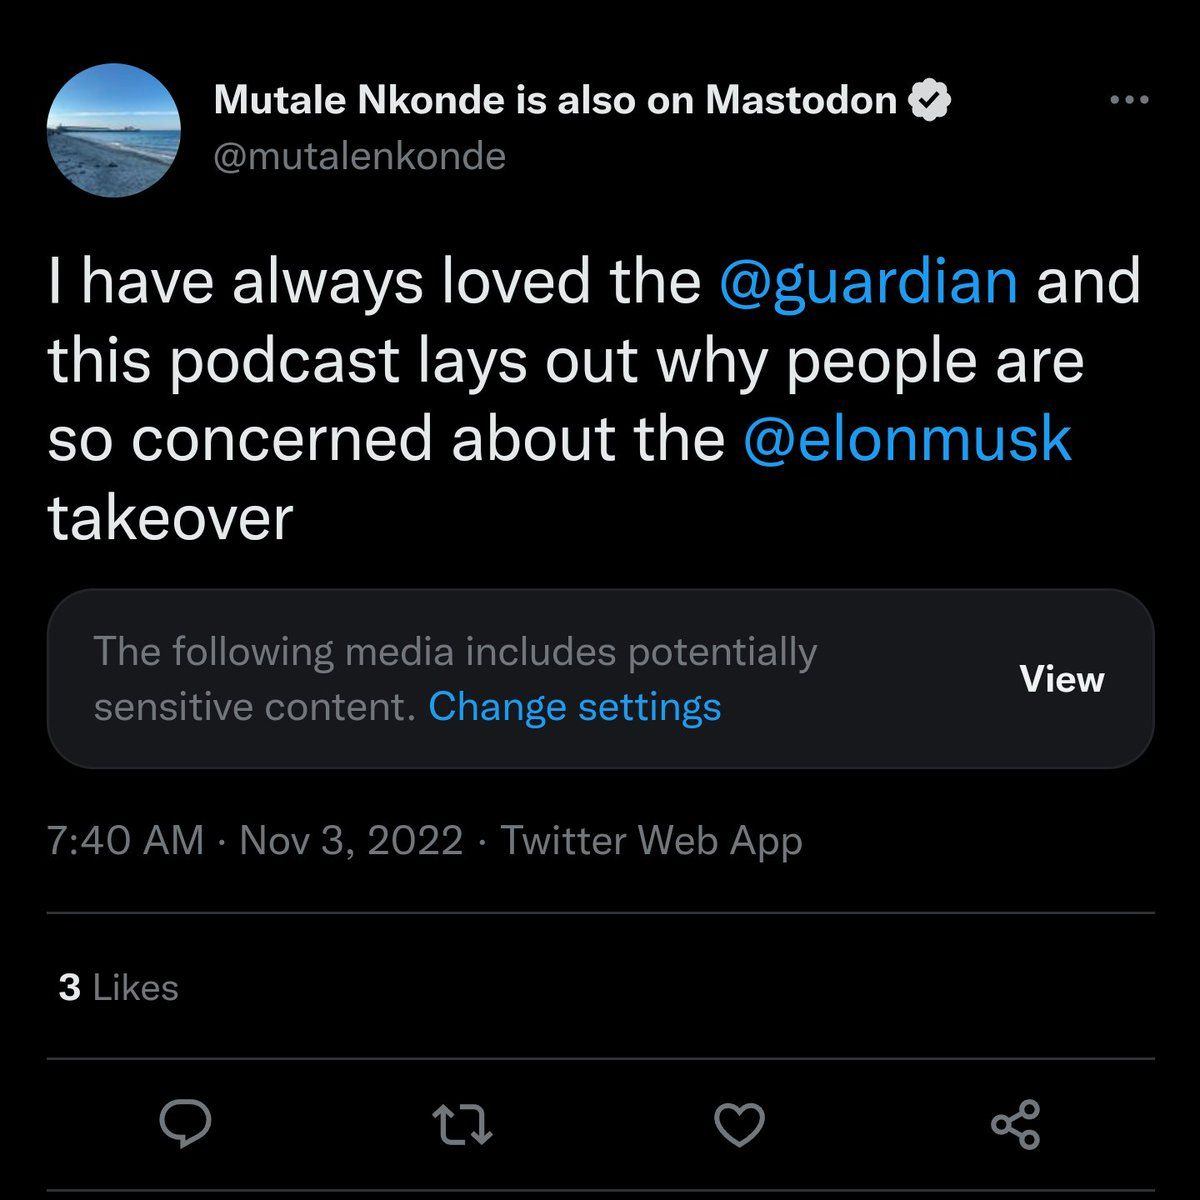 Mutale Nkonde is also on Mastodon
@mutalenkonde
I have always loved the @guardian and
this podcast lays out why people are
so concerned about the @elonmusk
takeover
The following media includes potentially
sensitive content. Change settings
View
7:40 AM · Nov 3, 2022 · Twitter Web App
3 Likes